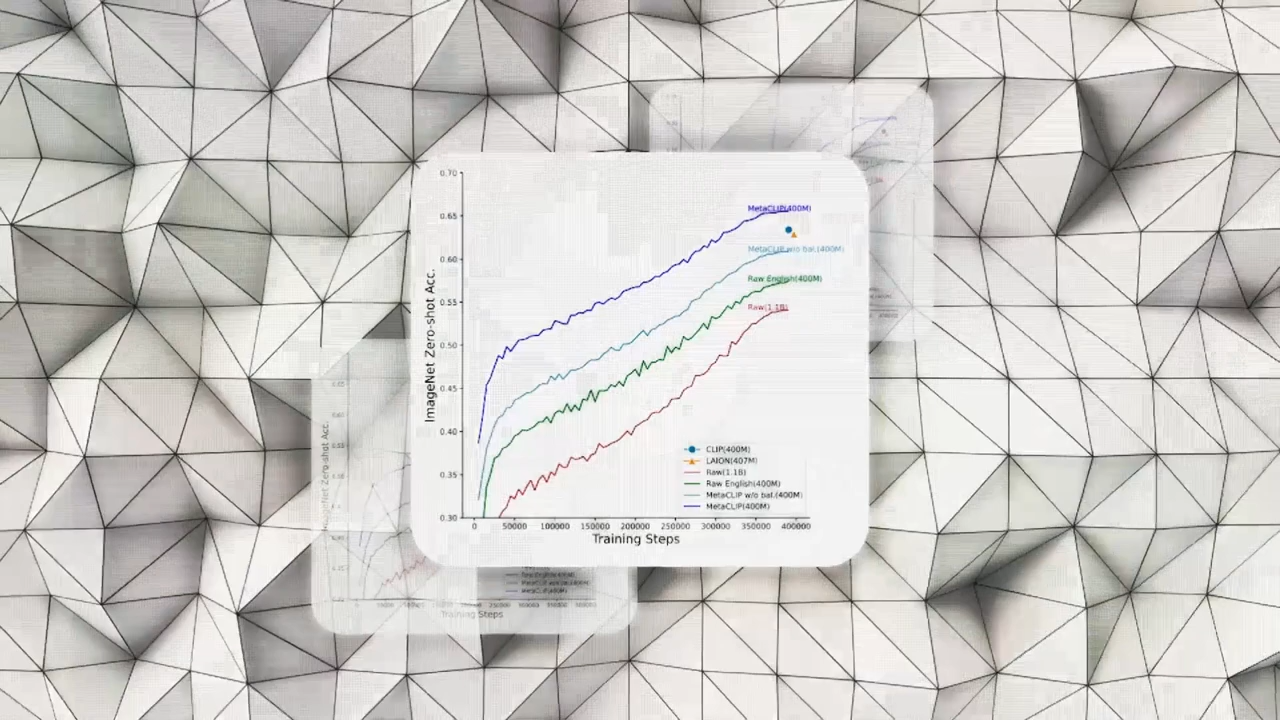 0.70
0.65
0.60
0.55
0.50
0.45
0.40
0.35
0.30
ImageNet Zero-shot Acc.
MetaCLIP(400M)
MetaCLIP w/o bal.(400M)
Raw English(400M)
Raw(1.1B)
CLIP(400M)
LAION(407M)
Raw(1.1B)
Raw English(400M)
MetaCLIP w/o bal.(400M)
MetaCLIP(400M)
0 50000 100000 150000 200000 250000 300000 350000 400000
Training Steps
Training Steps